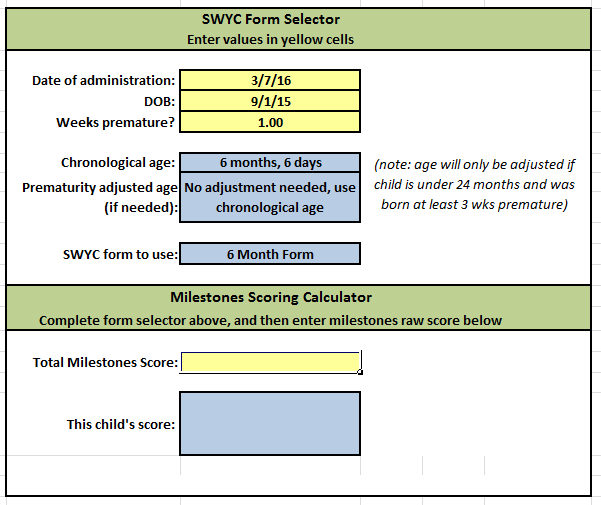 SWYC Form Selector
Enter values in yellow cells
Date of administration: 3/7/16
DOB: 9/1/15
Weeks premature? 1.00
Chronological age: 6 months, 6 days
(note: age will only be adjusted if
child is under 24 months and was
born at least 3 wks premature)
Prematurity adjusted age
(if needed):
No adjustment needed, use
chronological age
SWYC form to use: 6 Month Form
Milestones Scoring Calculator
Complete form selector above, and then enter milestones raw score below
Total Milestones Score:
This child's score: